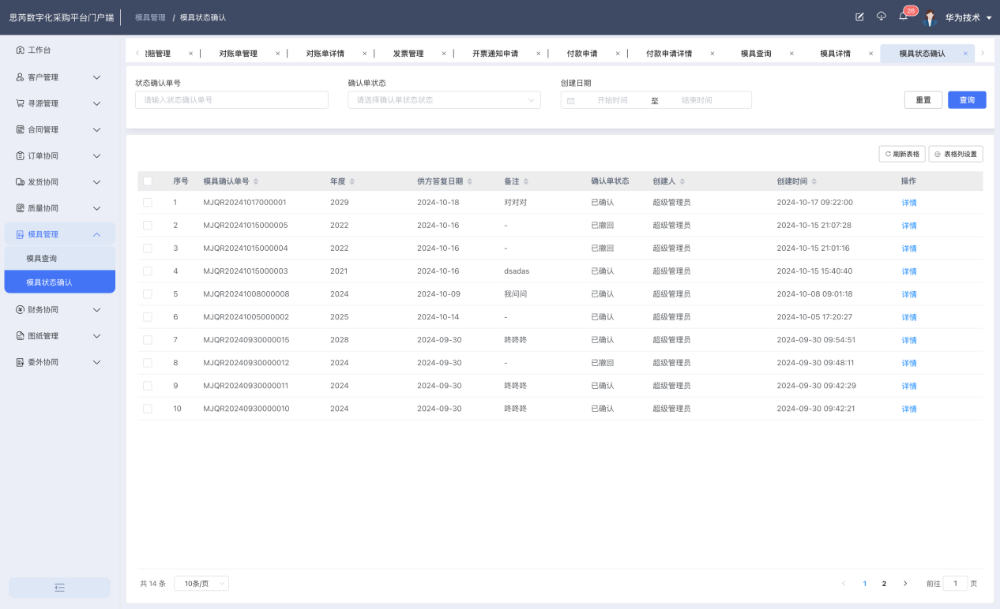 思芮数字化采购平台门户端
模具管理 / 模具状态确认
26
华为技术
工作台
客户管理
寻源管理
合同管理
订单协同
发货协同
质量协同
模具管理
模具查询
模具状态确认
财务协同
图纸管理
委外协同
赔管理 × 对账单管理 × 对账单详情 × 发票管理 × 开票通知申请 × 付款申请 × 付款申请详情 × 模具查询 × 模具详情 × 模具状态确认 ×
状态确认单号 确认单状态 创建日期
请输入状态确认单号 请选择确认单状态状态 开始时间 至 结束时间 重置 查询
刷新表格 表格列设置
序号 模具确认单号 年度 供方答复日期 备注 确认单状态 创建人 创建时间 操作
1 MJQR20241017000001 2029 2024-10-18 对对对 已确认 超级管理员 2024-10-17 09:22:00 详情
2 MJQR20241015000005 2022 2024-10-16 - 已撤回 超级管理员 2024-10-15 21:07:28 详情
3 MJQR20241015000004 2022 2024-10-16 - 已撤回 超级管理员 2024-10-15 21:01:16 详情
4 MJQR20241015000003 2021 2024-10-16 dsadas 已确认 超级管理员 2024-10-15 15:40:40 详情
5 MJQR20241008000008 2024 2024-10-09 我问问 已确认 超级管理员 2024-10-08 09:01:18 详情
6 MJQR20241005000002 2025 2024-10-14 - 已确认 超级管理员 2024-10-05 17:20:27 详情
7 MJQR20240930000015 2028 2024-09-30 咚咚咚 已确认 超级管理员 2024-09-30 09:54:51 详情
8 MJQR20240930000012 2024 2024-09-30 - 已撤回 超级管理员 2024-09-30 09:48:11 详情
9 MJQR20240930000011 2024 2024-09-30 咚咚咚 已确认 超级管理员 2024-09-30 09:42:29 详情
10 MJQR20240930000010 2024 2024-09-30 咚咚咚 已确认 超级管理员 2024-09-30 09:42:21 详情
共 14 条 10条/页 1 2 前往 1 页